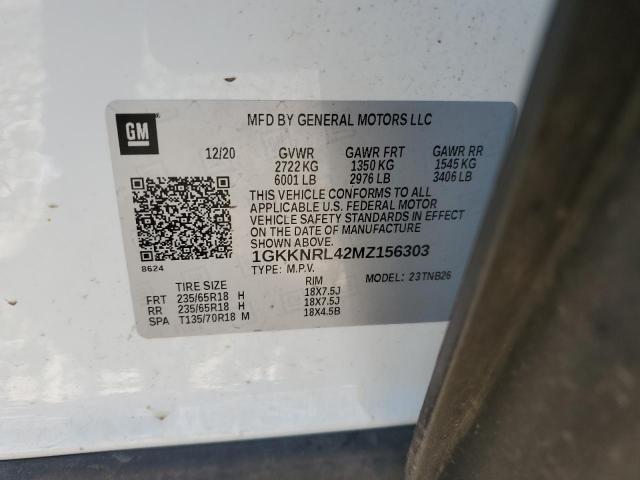 GM
MFD BY GENERAL MOTORS LLC
12/20 GVWR GAWR FRT GAWR RR
2722 KG 1350 KG 1545 KG
6001 LB 2976 LB 3406 LB
THIS VEHICLE CONFORMS TO ALL
APPLICABLE U.S. FEDERAL MOTOR
VEHICLE SAFETY STANDARDS IN EFFECT
ON THE DATE OF MANUFACTURE
SHOWN ABOVE.
1GKKNRL42MZ156303
8624
TYPE: M.P.V. MODEL: 23TNB26
TIRE SIZE RIM
FRT 235/65R18 H 18X7.5J
RR 235/65R18 H 18X7.5J
SPA T135/70R18 M 18X4.5B